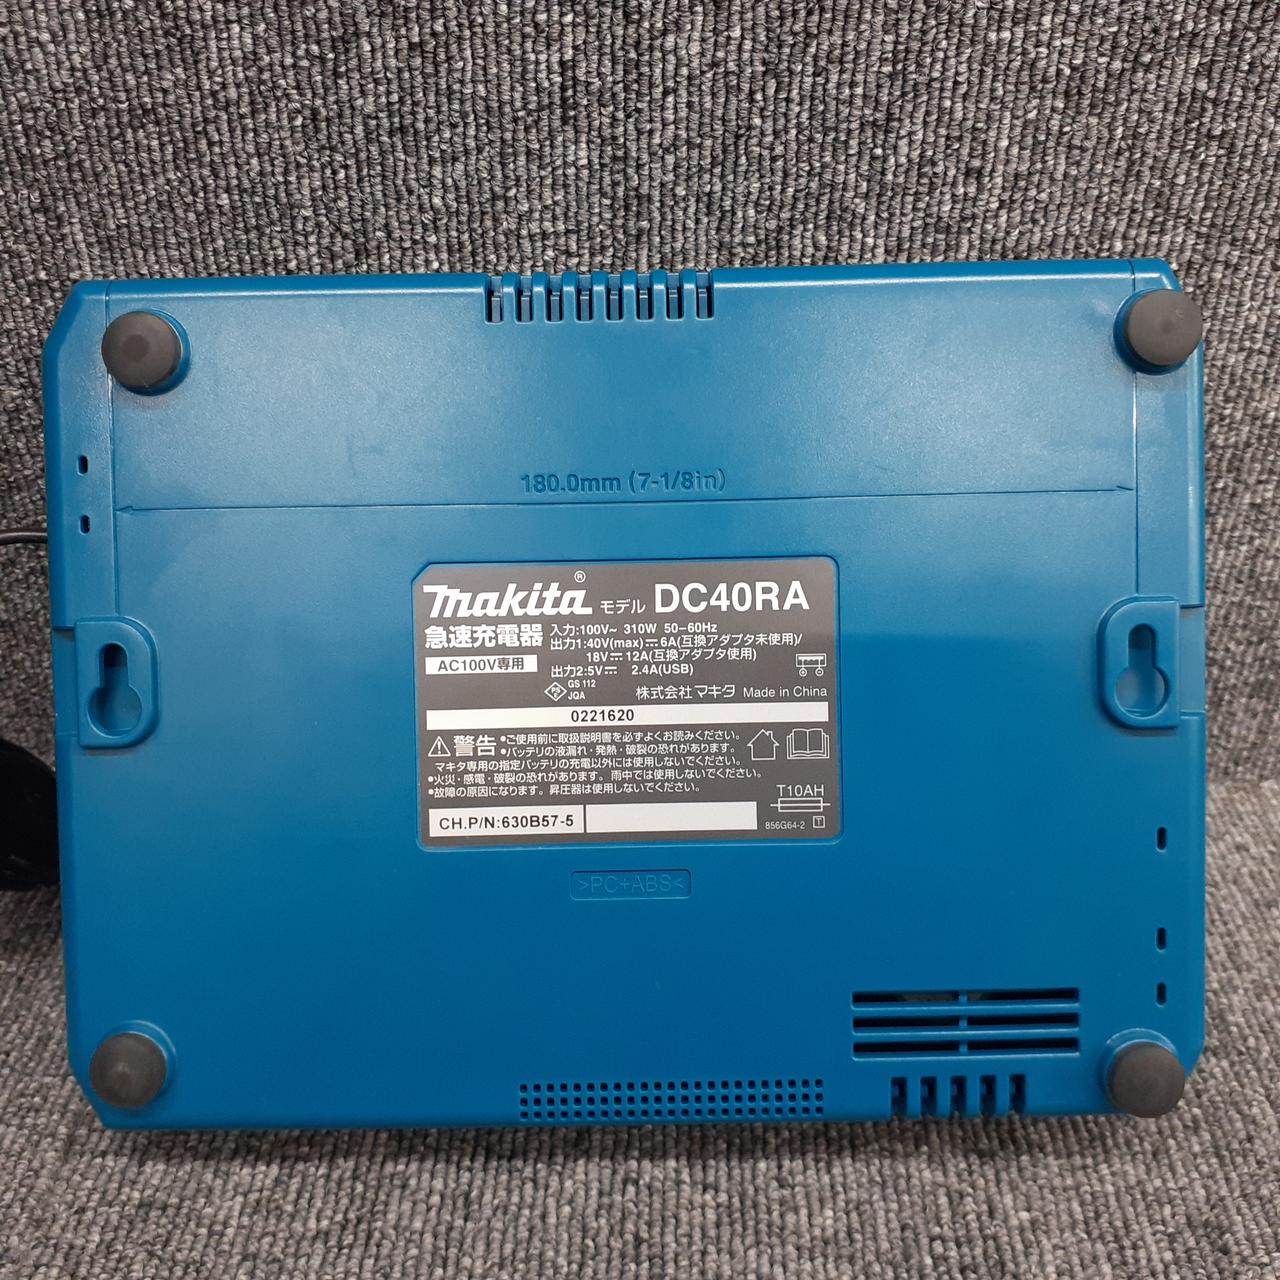 180.0mm (7-1/8in)
makita® モデル DC40RA
急速充電器
AC100V専用
入力:100V~ 310W 50-60Hz
出力1:40V(max)⎓6A(互換アダプタ未使用)/
18V⎓12A(互換アダプタ使用)
出力2:5V⎓ 2.4A(USB)
PS E GS 112
JQA
株式会社マキタ Made in China
0221620
警告 •ご使用前に取扱説明書を必ずよくお読みください。
•バッテリの液漏れ・発熱・破裂の恐れがあります。
マキタ専用の指定バッテリの充電以外には使用しないでください。
•火災・感電・破裂の恐れがあります。雨中では使用しないでください。
•故障の原因になります。昇圧器は使用しないでください。
T10AH
CH.P/N:630B57-5
856G64-2 T
>PC+ABS<